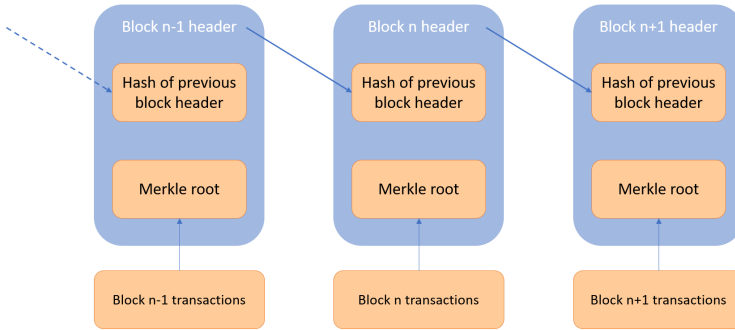 Block n-1 header
Block n header
Block n+1 header
Hash of previous
block header
Hash of previous
block header
Hash of previous
block header
Merkle root
Merkle root
Merkle root
Block n-1 transactions
Block n transactions
Block n+1 transactions